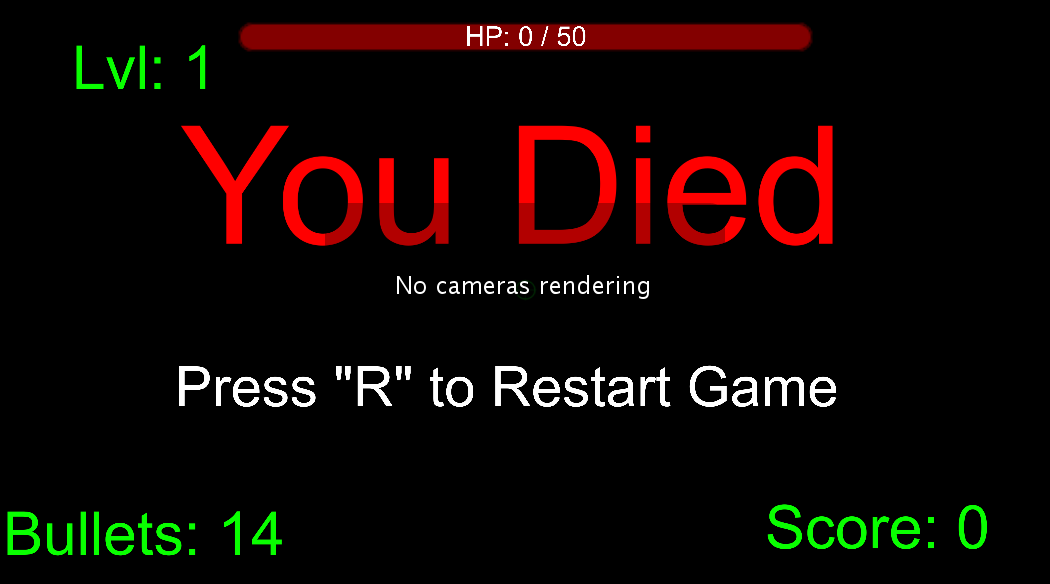 HP: 0 / 50
Lvl: 1
You Died
No cameras rendering
Press "R" to Restart Game
Bullets: 14
Score: 0